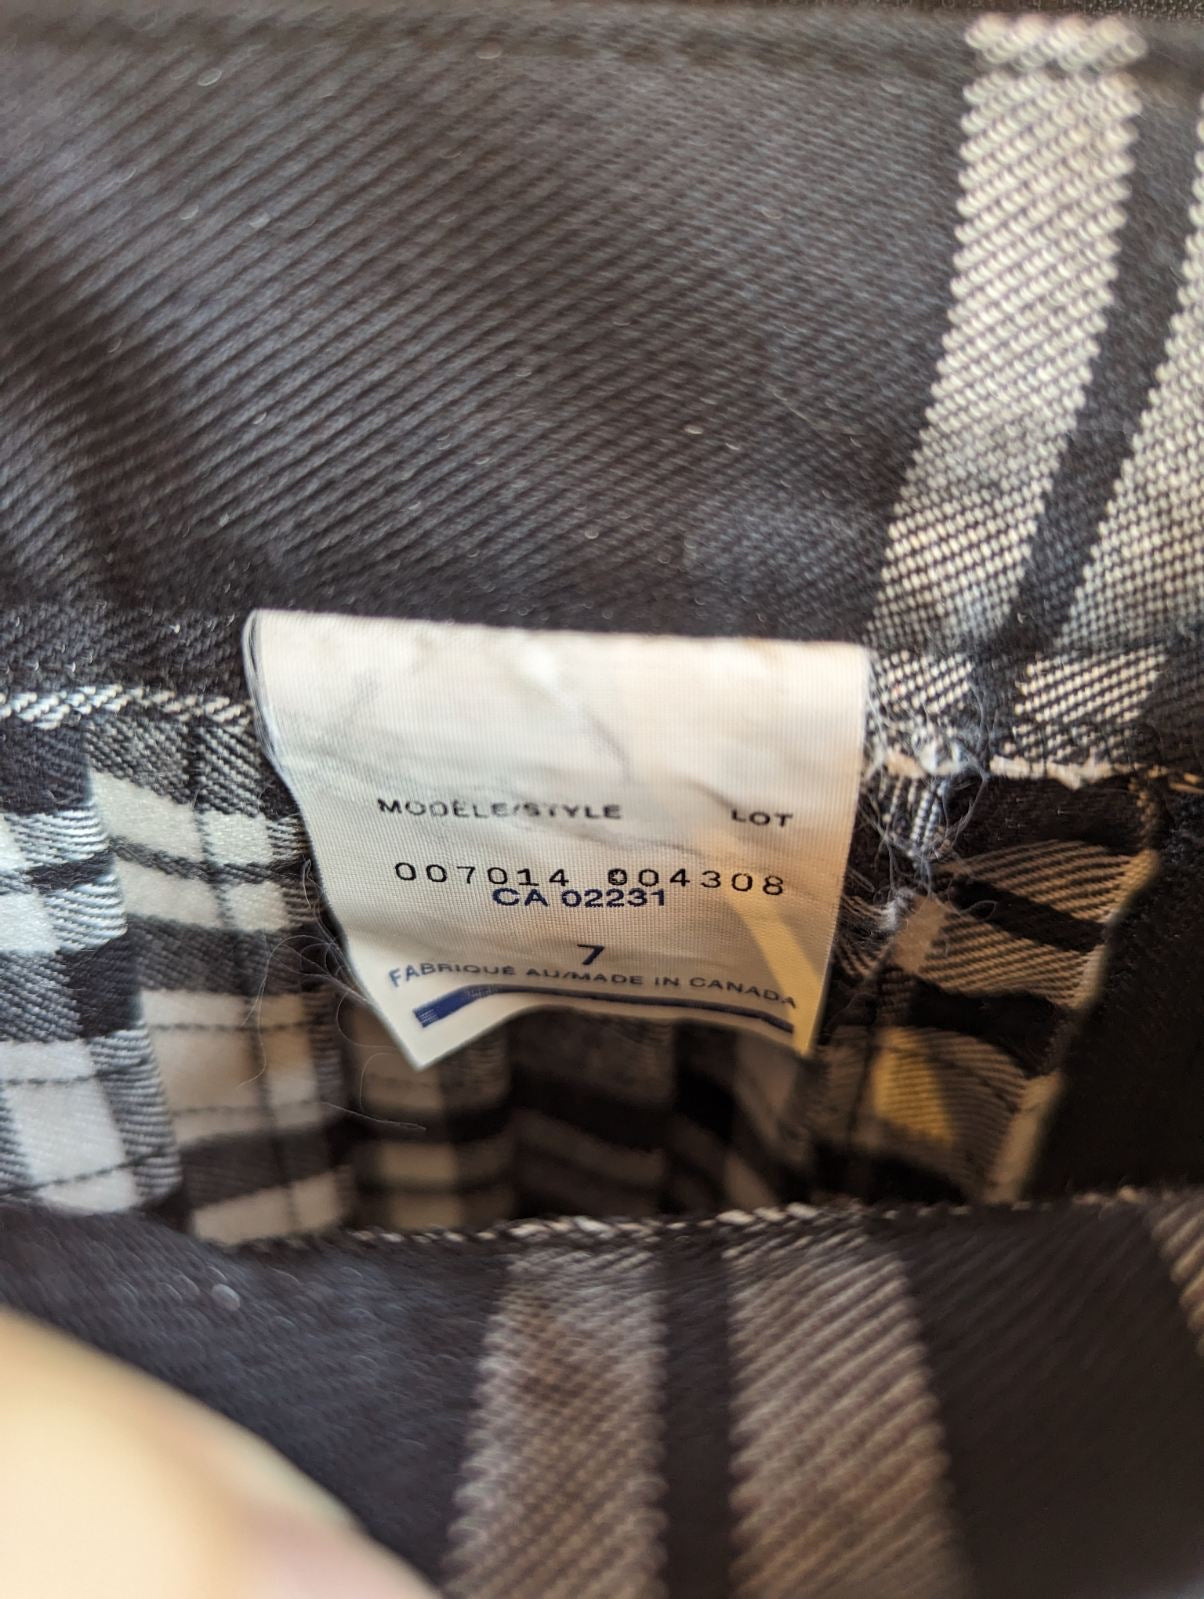 MODÈLE/STYLE LOT
007014 004308
CA 02231
7
FABRIQUÉ AU/MADE IN CANADA